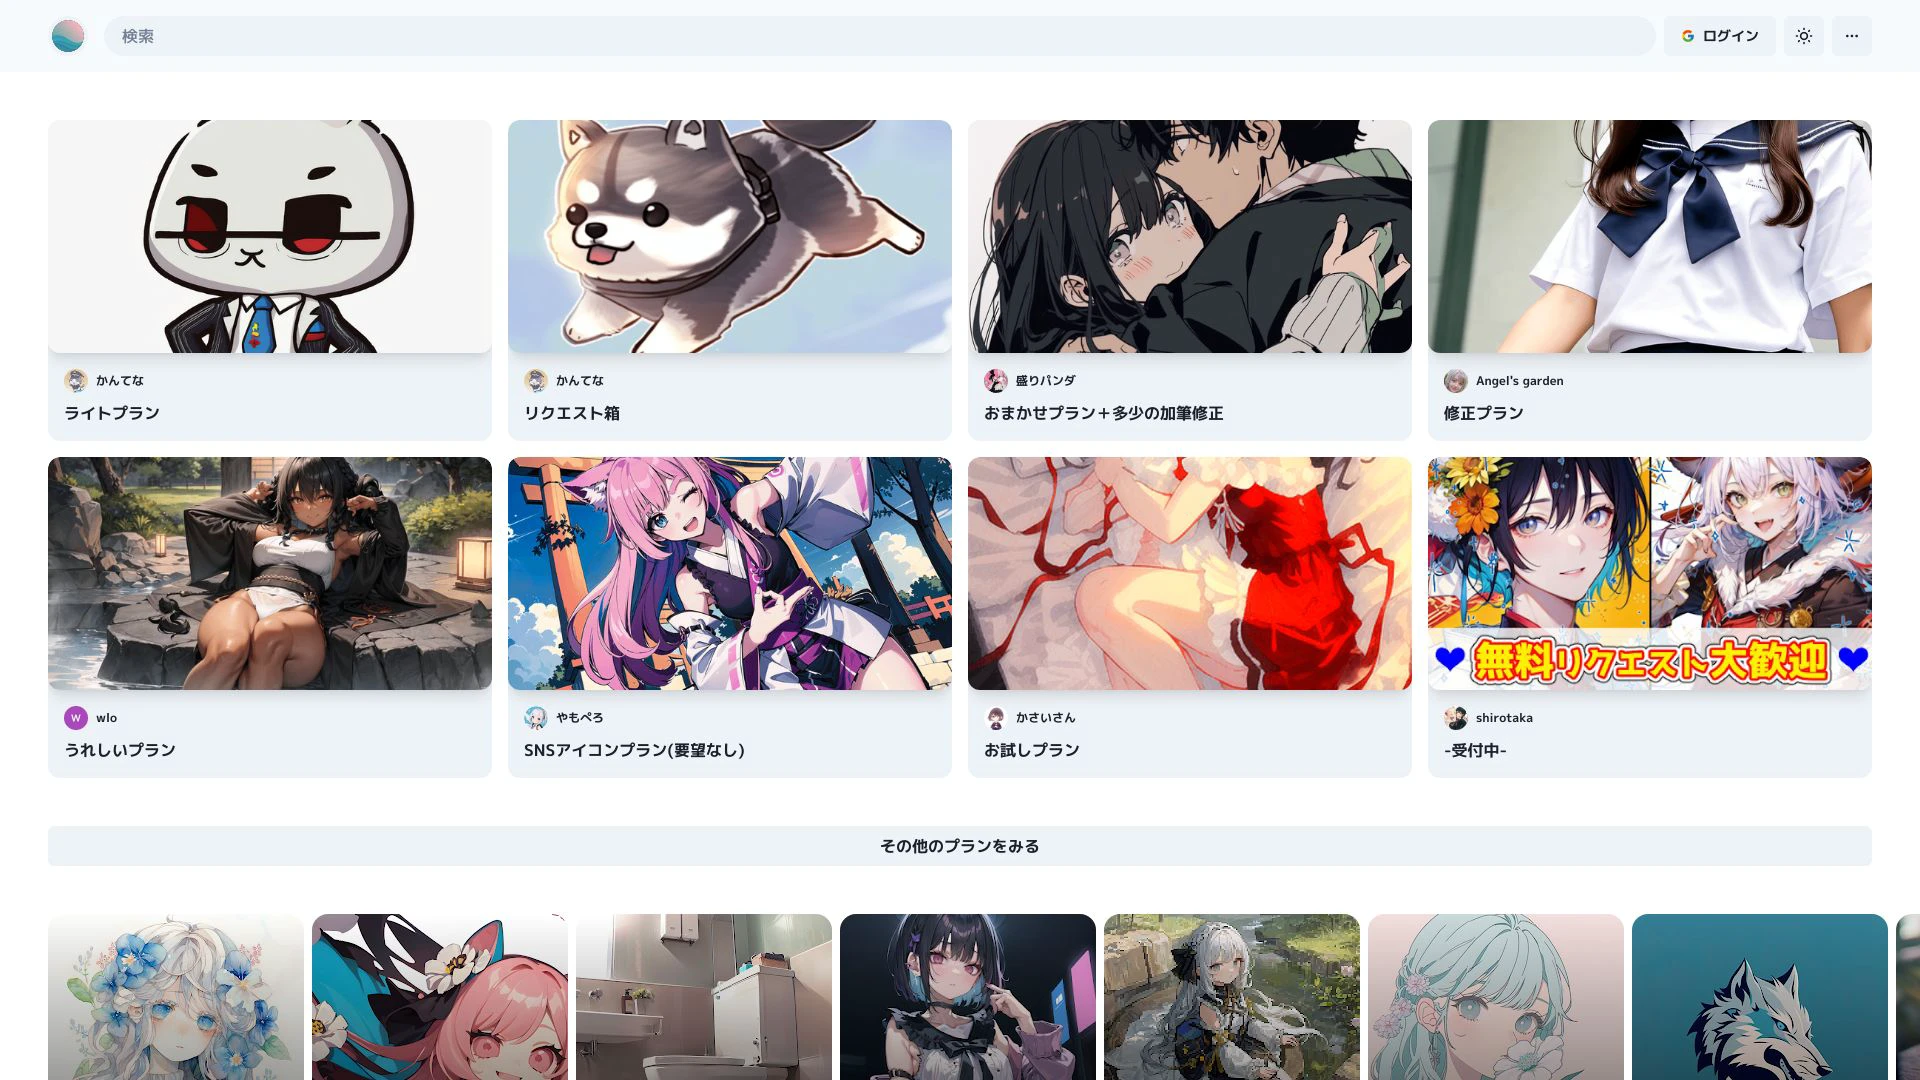 検索
ログイン
かんてな
ライトプラン
かんてな
リクエスト箱
盛りパンダ
おまかせプラン＋多少の加筆修正
Angel's garden
修正プラン
無料リクエスト大歓迎
W
wlo
うれしいプラン
やもぺろ
SNSアイコンプラン(要望なし)
かさいさん
お試しプラン
shirotaka
-受付中-
その他のプランをみる